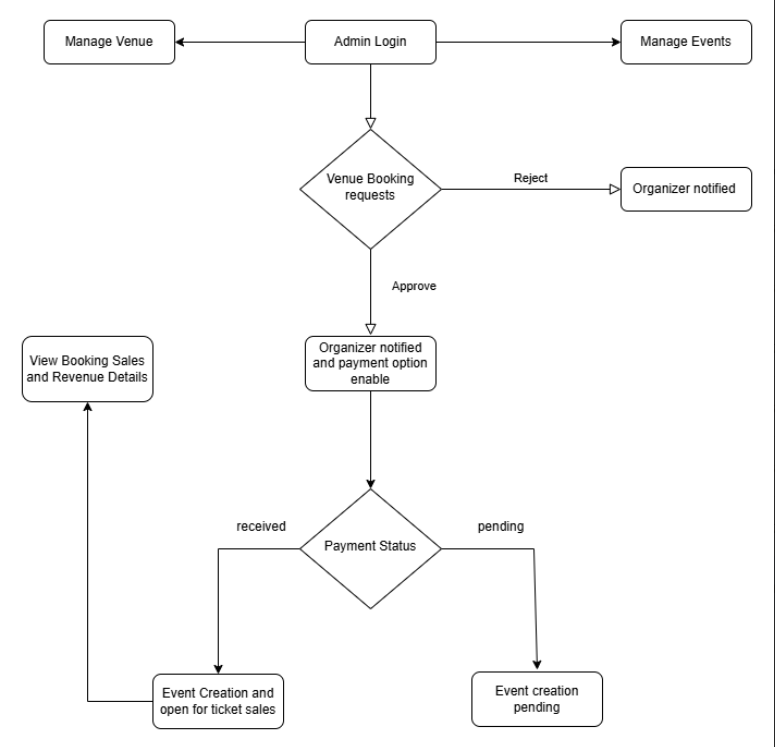 Manage Venue
Admin Login
Manage Events
Venue Booking
requests
Reject
Organizer notified
Approve
Organizer notified
and payment option
enable
View Booking Sales
and Revenue Details
received
Payment Status
pending
Event Creation and
open for ticket sales
Event creation
pending